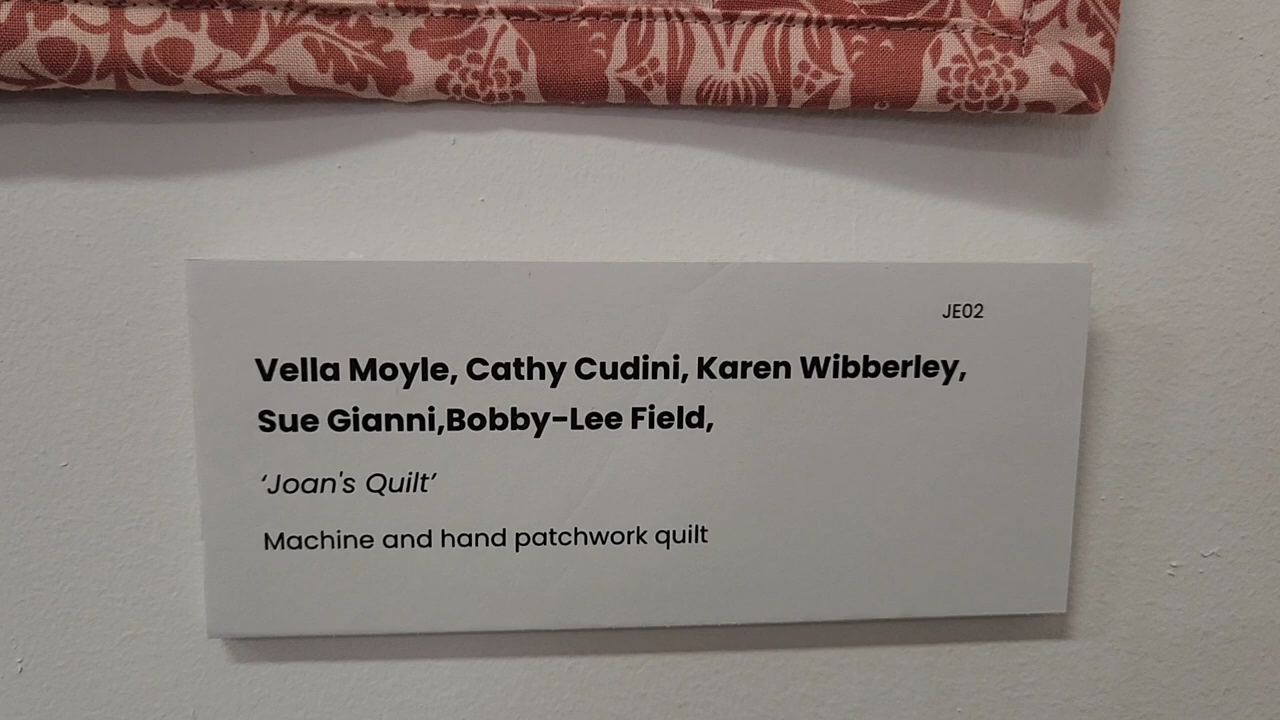 JE02
Vella Moyle, Cathy Cudini, Karen Wibberley,
Sue Gianni,Bobby-Lee Field,
‘Joan's Quilt’
Machine and hand patchwork quilt